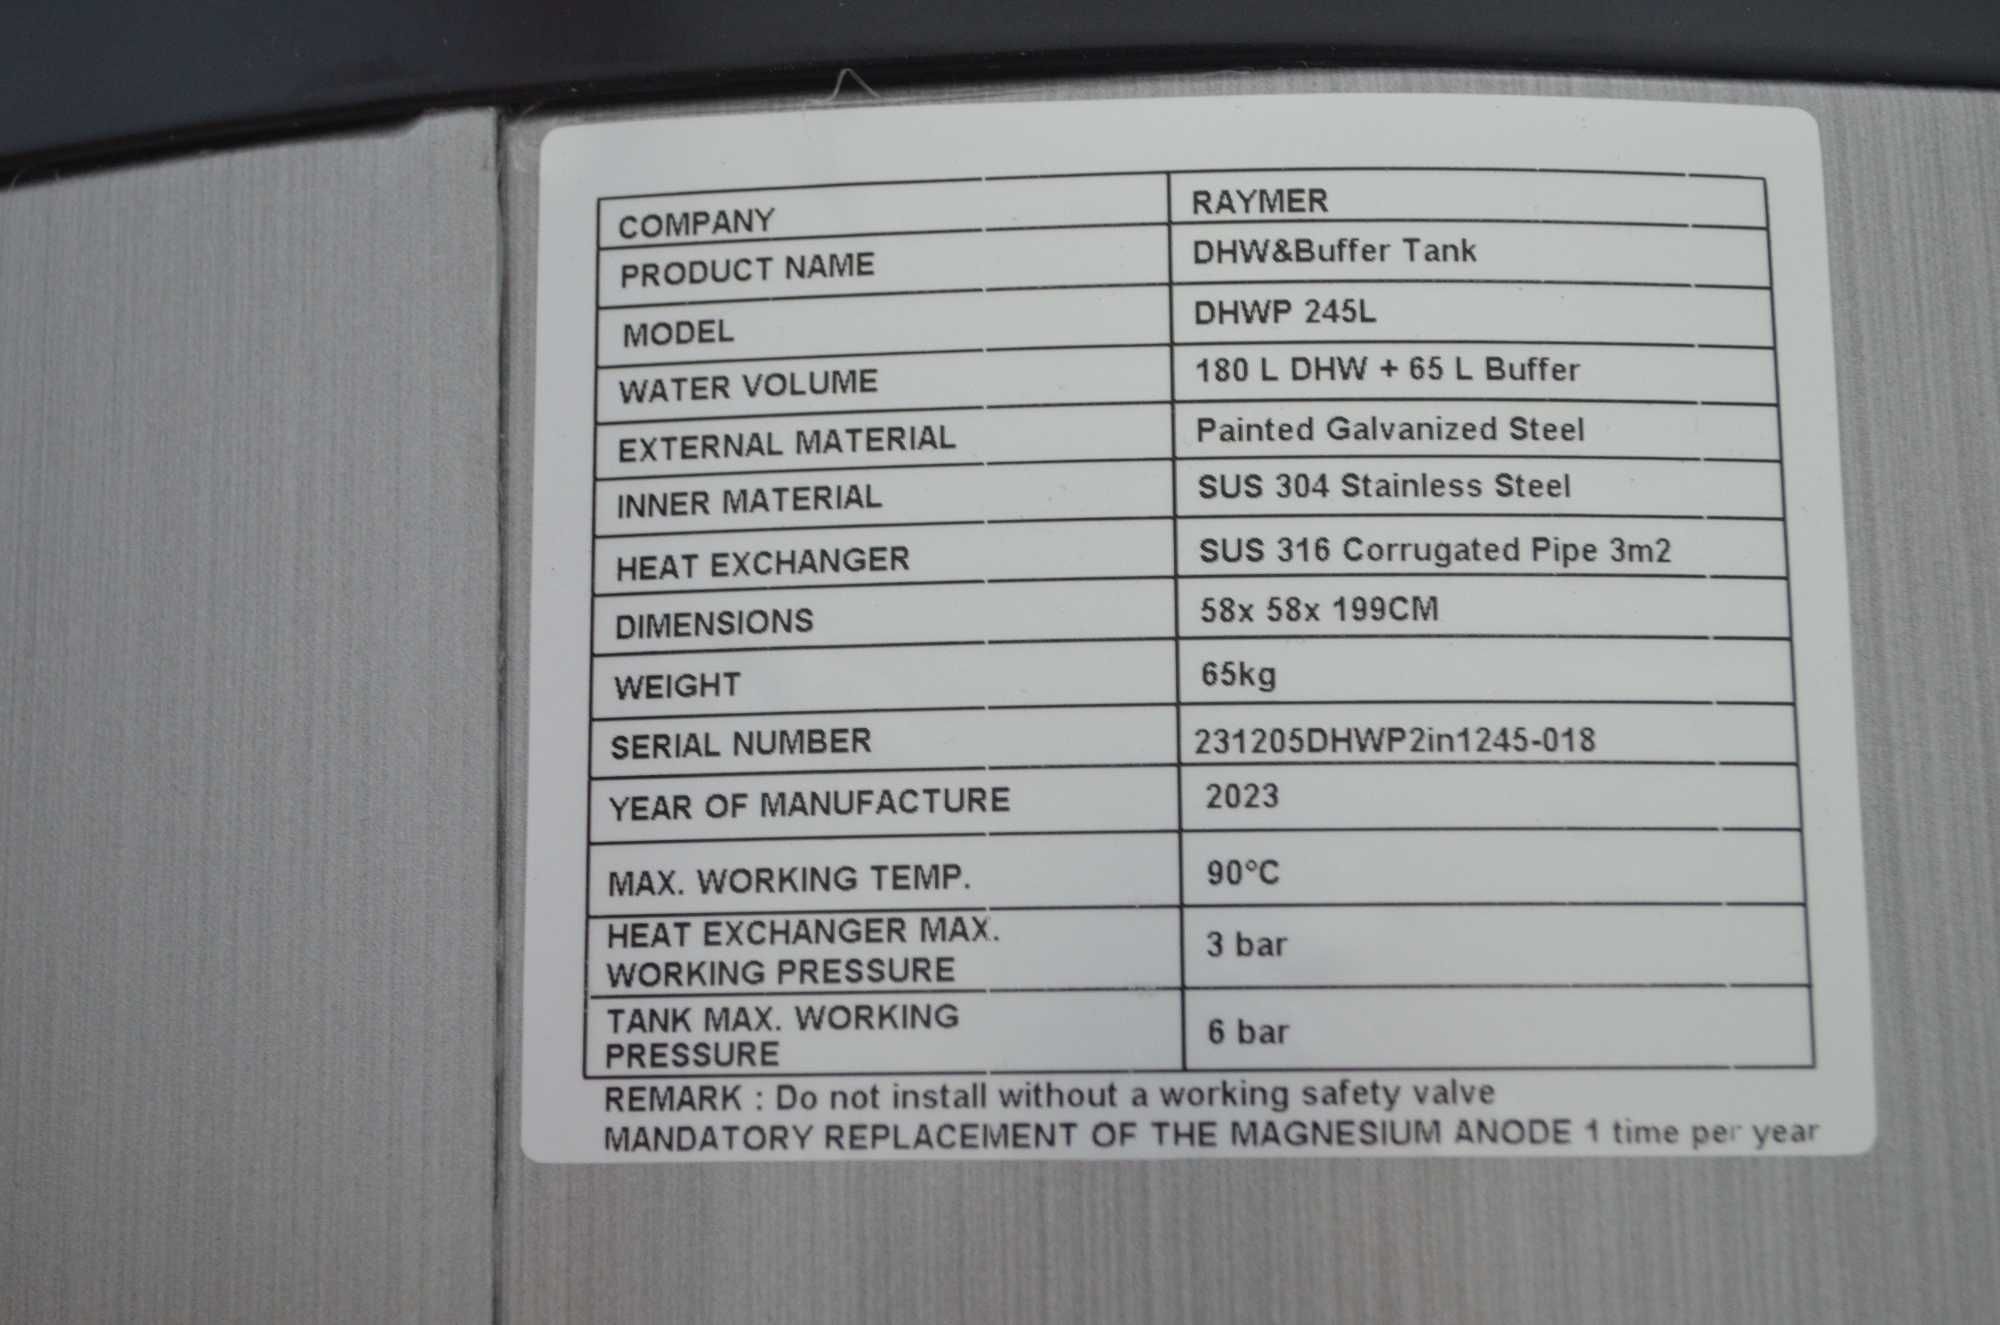 COMPANY RAYMER
PRODUCT NAME DHW&Buffer Tank
MODEL DHWP 245L
WATER VOLUME 180 L DHW + 65 L Buffer
EXTERNAL MATERIAL Painted Galvanized Steel
INNER MATERIAL SUS 304 Stainless Steel
HEAT EXCHANGER SUS 316 Corrugated Pipe 3m2
DIMENSIONS 58x 58x 199CM
WEIGHT 65kg
SERIAL NUMBER 231205DHWP2in1245-018
YEAR OF MANUFACTURE 2023
MAX. WORKING TEMP. 90°C
HEAT EXCHANGER MAX.
WORKING PRESSURE 3 bar
TANK MAX. WORKING
PRESSURE 6 bar
REMARK : Do not install without a working safety valve
MANDATORY REPLACEMENT OF THE MAGNESIUM ANODE 1 time per year